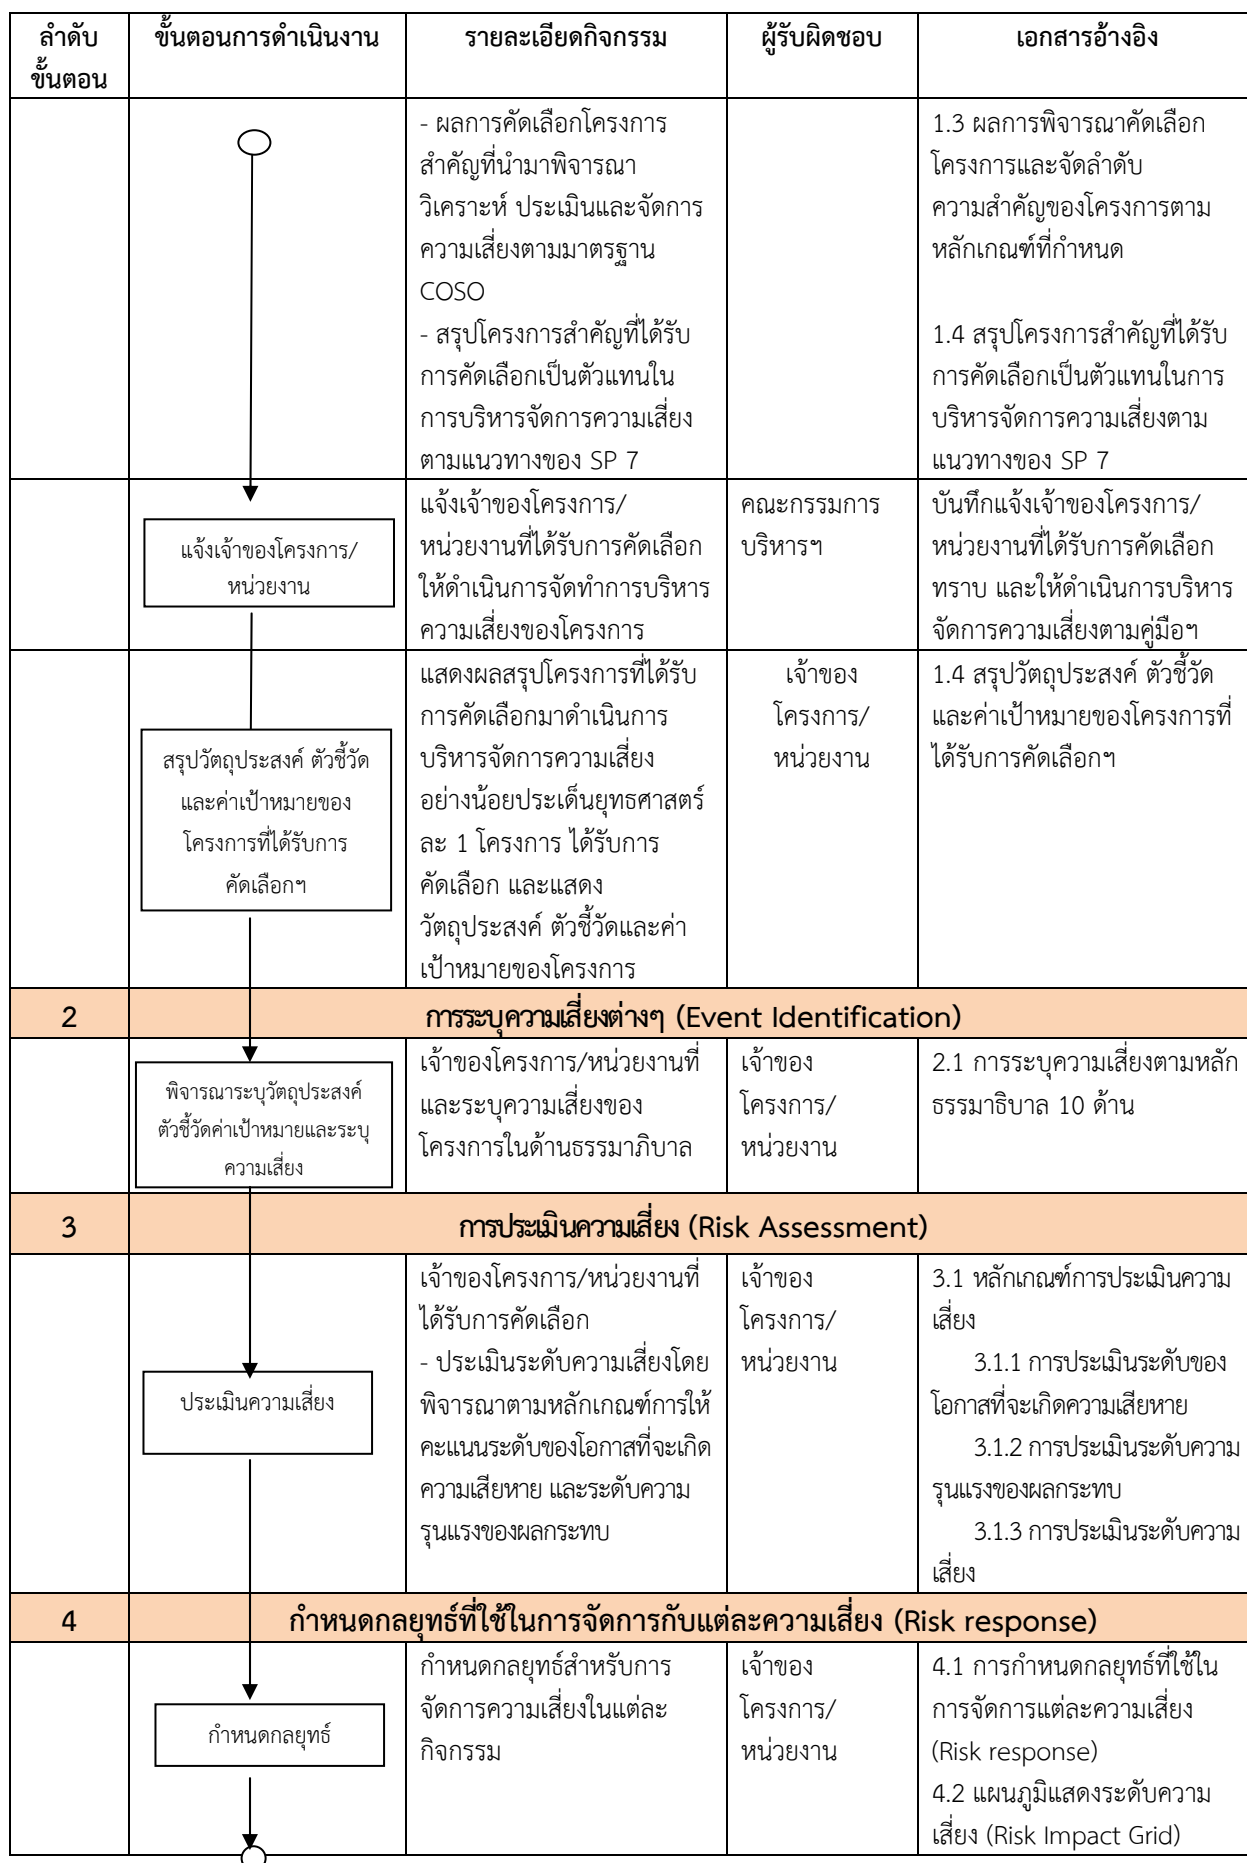 ลำดับ
ขั้นตอน
ขั้นตอนการดำเนินงาน
รายละเอียดกิจกรรม
ผู้รับผิดชอบ
เอกสารอ้างอิง
- ผลการคัดเลือกโครงการ
สำคัญที่นำมาพิจารณา
วิเคราะห์ ประเมินและจัดการ
ความเสี่ยงตามมาตรฐาน
COSO
- สรุปโครงการสำคัญที่ได้รับ
การคัดเลือกเป็นตัวแทนใน
การบริหารจัดการความเสี่ยง
ตามแนวทางของ SP 7
1.3 ผลการพิจารณาคัดเลือก
โครงการและจัดลำดับ
ความสำคัญของโครงการตาม
หลักเกณฑ์ที่กำหนด
1.4 สรุปโครงการสำคัญที่ได้รับ
การคัดเลือกเป็นตัวแทนในการ
บริหารจัดการความเสี่ยงตาม
แนวทางของ SP 7
แจ้งเจ้าของโครงการ/
หน่วยงาน
แจ้งเจ้าของโครงการ/
หน่วยงานที่ได้รับการคัดเลือก
ให้ดำเนินการจัดทำการบริหาร
ความเสี่ยงของโครงการ
คณะกรรมการ
บริหารฯ
บันทึกแจ้งเจ้าของโครงการ/
หน่วยงานที่ได้รับการคัดเลือก
ทราบ และให้ดำเนินการบริหาร
จัดการความเสี่ยงตามคู่มือฯ
สรุปวัตถุประสงค์ ตัวชี้วัด
และค่าเป้าหมายของ
โครงการที่ได้รับการ
คัดเลือกฯ
แสดงผลสรุปโครงการที่ได้รับ
การคัดเลือกมาดำเนินการ
บริหารจัดการความเสี่ยง
อย่างน้อยประเด็นยุทธศาสตร์
ละ 1 โครงการ ได้รับการ
คัดเลือก และแสดง
วัตถุประสงค์ ตัวชี้วัดและค่า
เป้าหมายของโครงการ
เจ้าของ
โครงการ/
หน่วยงาน
1.4 สรุปวัตถุประสงค์ ตัวชี้วัด
และค่าเป้าหมายของโครงการที่
ได้รับการคัดเลือกฯ
2
การระบุความเสี่ยงต่างๆ (Event Identification)
พิจารณาระบุวัตถุประสงค์
ตัวชี้วัดค่าเป้าหมายและระบุ
ความเสี่ยง
เจ้าของโครงการ/หน่วยงานที่
และระบุความเสี่ยงของ
โครงการในด้านธรรมาภิบาล
เจ้าของ
โครงการ/
หน่วยงาน
2.1 การระบุความเสี่ยงตามหลัก
ธรรมาธิบาล 10 ด้าน
3
การประเมินความเสี่ยง (Risk Assessment)
ประเมินความเสี่ยง
เจ้าของโครงการ/หน่วยงานที่
ได้รับการคัดเลือก
- ประเมินระดับความเสี่ยงโดย
พิจารณาตามหลักเกณฑ์การให้
คะแนนระดับของโอกาสที่จะเกิด
ความเสียหาย และระดับความ
รุนแรงของผลกระทบ
เจ้าของ
โครงการ/
หน่วยงาน
3.1 หลักเกณฑ์การประเมินความ
เสี่ยง
3.1.1 การประเมินระดับของ
โอกาสที่จะเกิดความเสียหาย
3.1.2 การประเมินระดับความ
รุนแรงของผลกระทบ
3.1.3 การประเมินระดับความ
เสี่ยง
4
กำหนดกลยุทธ์ที่ใช้ในการจัดการกับแต่ละความเสี่ยง (Risk response)
กำหนดกลยุทธ์
กำหนดกลยุทธ์สำหรับการ
จัดการความเสี่ยงในแต่ละ
กิจกรรม
เจ้าของ
โครงการ/
หน่วยงาน
4.1 การกำหนดกลยุทธ์ที่ใช้ใน
การจัดการแต่ละความเสี่ยง
(Risk response)
4.2 แผนภูมิแสดงระดับความ
เสี่ยง (Risk Impact Grid)